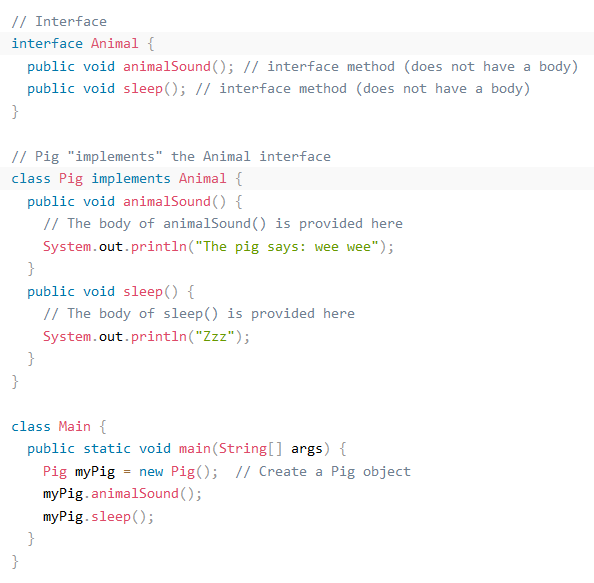 // Interface
interface Animal {
  public void animalSound(); // interface method (does not have a body)
  public void sleep(); // interface method (does not have a body)
}

// Pig "implements" the Animal interface
class Pig implements Animal {
  public void animalSound() {
    // The body of animalSound() is provided here
    System.out.println("The pig says: wee wee");
  }
  public void sleep() {
    // The body of sleep() is provided here
    System.out.println("Zzz");
  }
}

class Main {
  public static void main(String[] args) {
    Pig myPig = new Pig();  // Create a Pig object
    myPig.animalSound();
    myPig.sleep();
  }
}